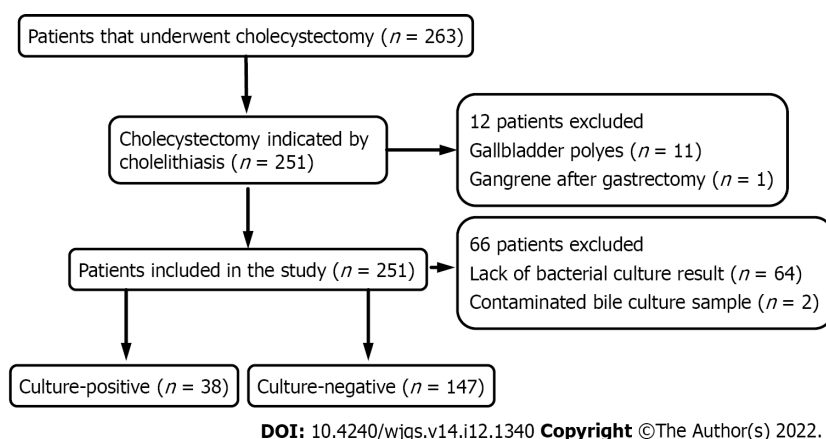 Patients that underwent cholecystectomy (n = 263)
Cholecystectomy indicated by
cholelithiasis (n = 251)
12 patients excluded
Gallbladder polyes (n = 11)
Gangrene after gastrectomy (n = 1)
Patients included in the study (n = 251)
66 patients excluded
Lack of bacterial culture result (n = 64)
Contaminated bile culture sample (n = 2)
Culture-positive (n = 38)
Culture-negative (n = 147)
DOI: 10.4240/wjgs.v14.i12.1340 Copyright ©The Author(s) 2022.